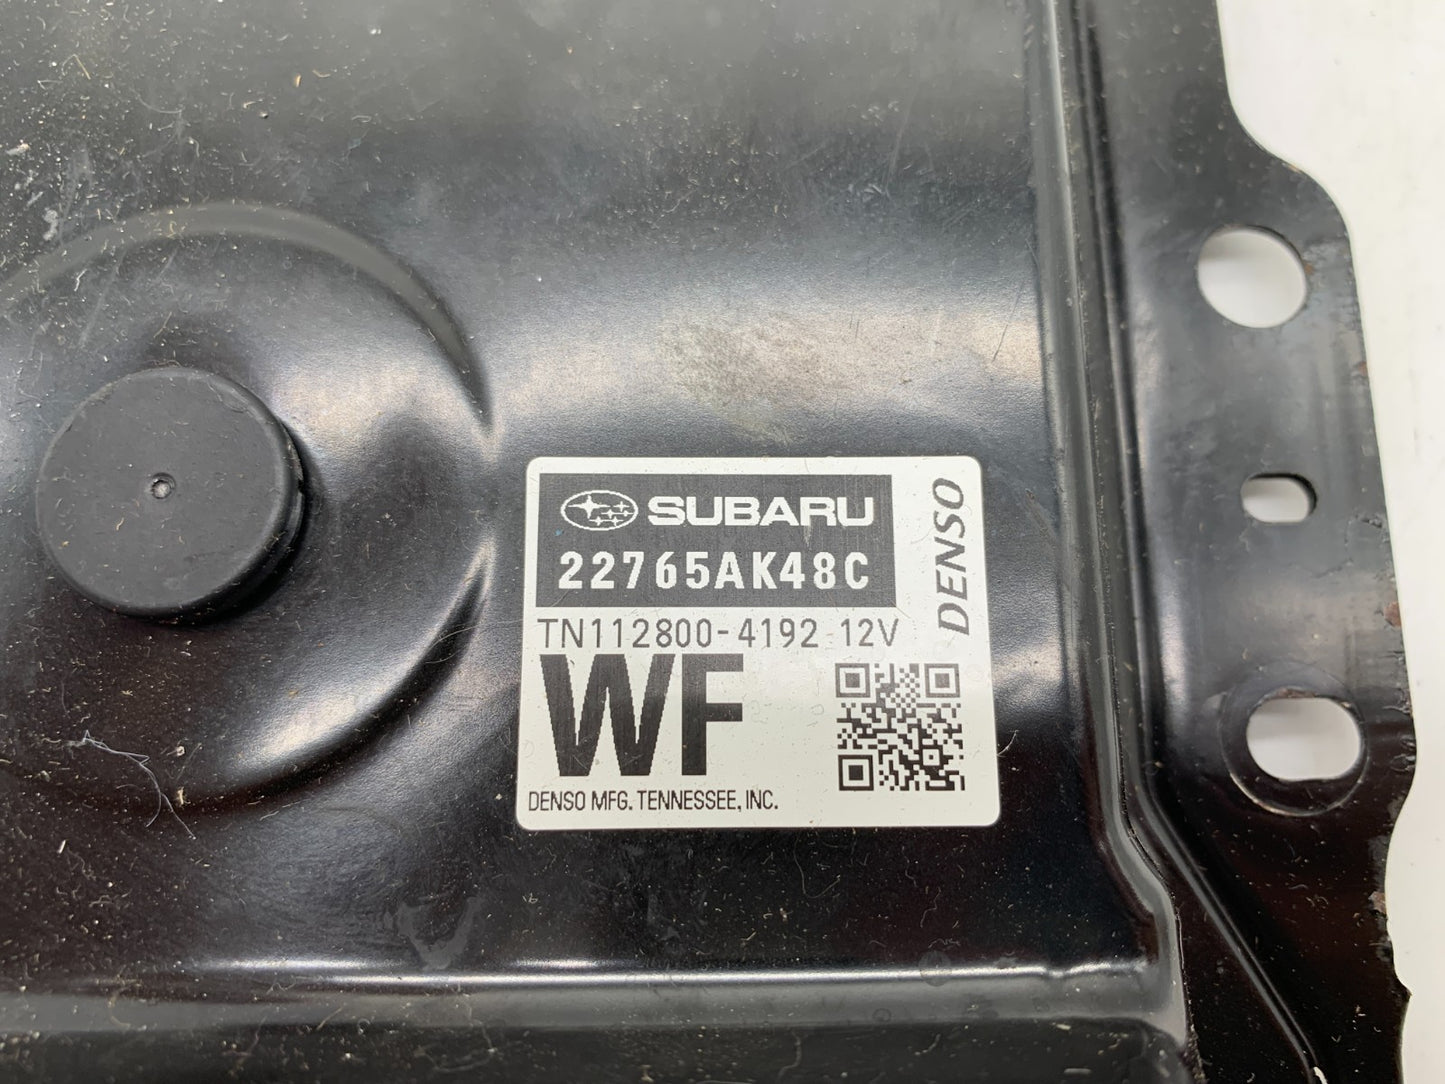 SUBARU
22765AK48C
DENSO
TN112800-4192 12V
WF
DENSO MFG. TENNESSEE, INC.